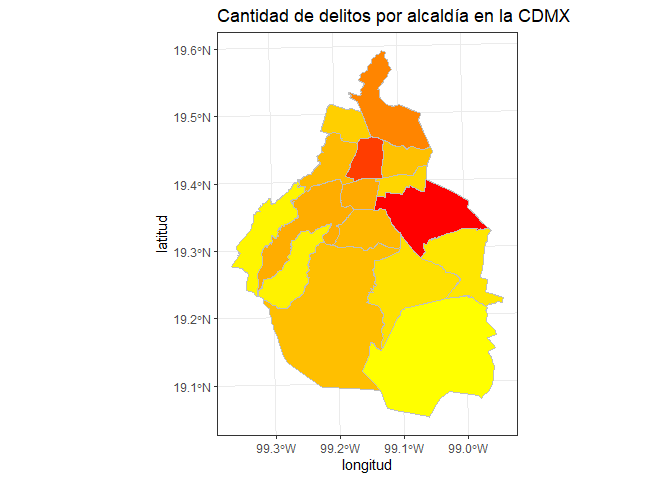 Cantidad de delitos por alcaldía en la CDMX
19.6°N
19.5°N
19.4°N
19.3°N
19.2°N
19.1°N
latitud
99.3°W
99.2°W
99.1°W
99.0°W
longitud